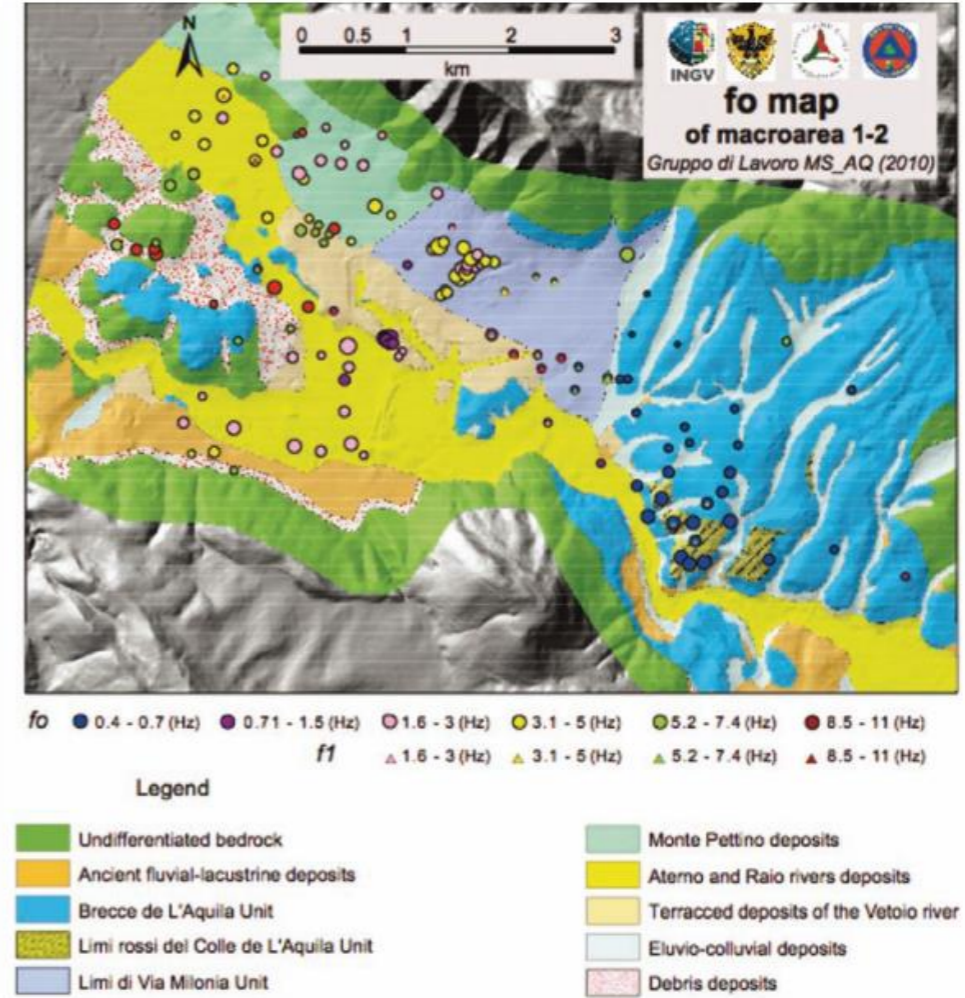 N
0 0.5 1 2 3
km
INGV
fo map
of macroarea 1-2
Gruppo di Lavoro MS_AQ (2010)
fo 0.4 - 0.7 (Hz) 0.71 - 1.5 (Hz) 1.6 - 3 (Hz) 3.1 - 5 (Hz) 5.2 - 7.4 (Hz) 8.5 - 11 (Hz)
f1 1.6 - 3 (Hz) 3.1 - 5 (Hz) 5.2 - 7.4 (Hz) 8.5 - 11 (Hz)
Legend
Undifferentiated bedrock
Ancient fluvial-lacustrine deposits
Brecce de L'Aquila Unit
Limi rossi del Colle de L'Aquila Unit
Limi di Via Milonia Unit
Monte Pettino deposits
Aterno and Raio rivers deposits
Terracced deposits of the Vetoio river
Eluvio-colluvial deposits
Debris deposits